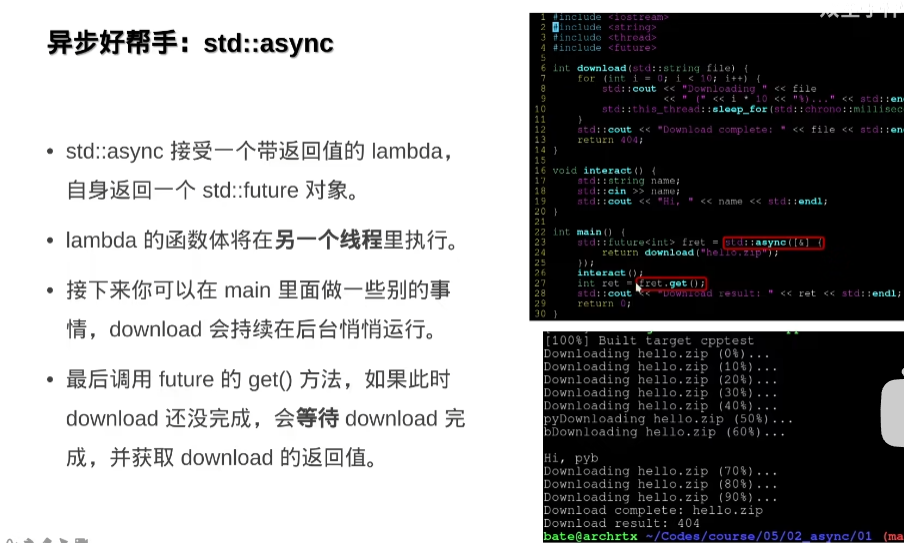 异步好帮手：std::async
• std::async 接受一个带返回值的 lambda，
自身返回一个 std::future 对象。
• lambda 的函数体将在另一个线程里执行。
• 接下来你可以在 main 里面做一些别的事
情，download 会持续在后台悄悄运行。
• 最后调用 future 的 get() 方法，如果此时
download 还没完成，会等待 download 完
成，并获取 download 的返回值。
1 #include <iostream>
2 #include <string>
3 #include <thread>
4 #include <future>
5
6 int download(std::string file) {
7 for (int i = 0; i < 10; i++) {
8 std::cout << "Downloading " << file
9 << " (" << i * 10 << "%)..." << std::en
10 std::this_thread::sleep_for(std::chrono::millisec
11 }
12 std::cout << "Download complete: " << file << std::en
13 return 404;
14 }
15
16 void interact() {
17 std::string name;
18 std::cin >> name;
19 std::cout << "Hi, " << name << std::endl;
20 }
21
22 int main() {
23 std::future<int> fret = std::async([&] {
24 return download("hello.zip");
25 });
26 interact();
27 int ret = fret.get();
28 std::cout << "Download result: " << ret << std::endl;
29 return 0;
30 }
[100%] Built target cpptest
Downloading hello.zip (0%)...
Downloading hello.zip (10%)...
Downloading hello.zip (20%)...
Downloading hello.zip (30%)...
Downloading hello.zip (40%)...
pyDownloading hello.zip (50%)...
bDownloading hello.zip (60%)...
Hi, pyb
Downloading hello.zip (70%)...
Downloading hello.zip (80%)...
Downloading hello.zip (90%)...
Download complete: hello.zip
Download result: 404
bate@archrtx ~/Codes/course/05/02_async/01 (ma